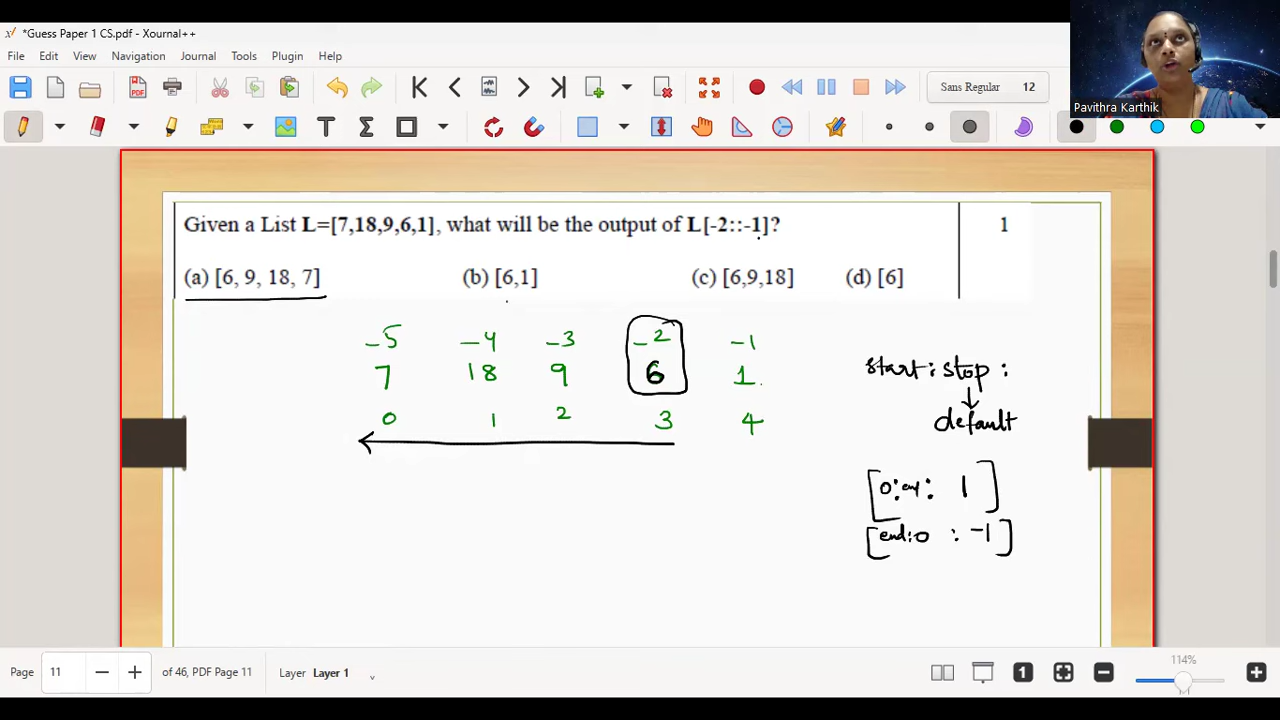 *Guess Paper 1 CS.pdf - Xournal++
File Edit View Navigation Journal Tools Plugin Help
Sans Regular 12
Pavithra Karthik
Given a List L=[7,18,9,6,1], what will be the output of L[-2::-1]? 1
(a) [6, 9, 18, 7] (b) [6,1] (c) [6,9,18] (d) [6]
-5 -4 -3 -2 -1
7 18 9 6 1
0 1 2 3 4
start: stop :
default
[0:end: 1]
[end:0 : -1]
Page 11 of 46, PDF Page 11 Layer Layer 1 1 114%